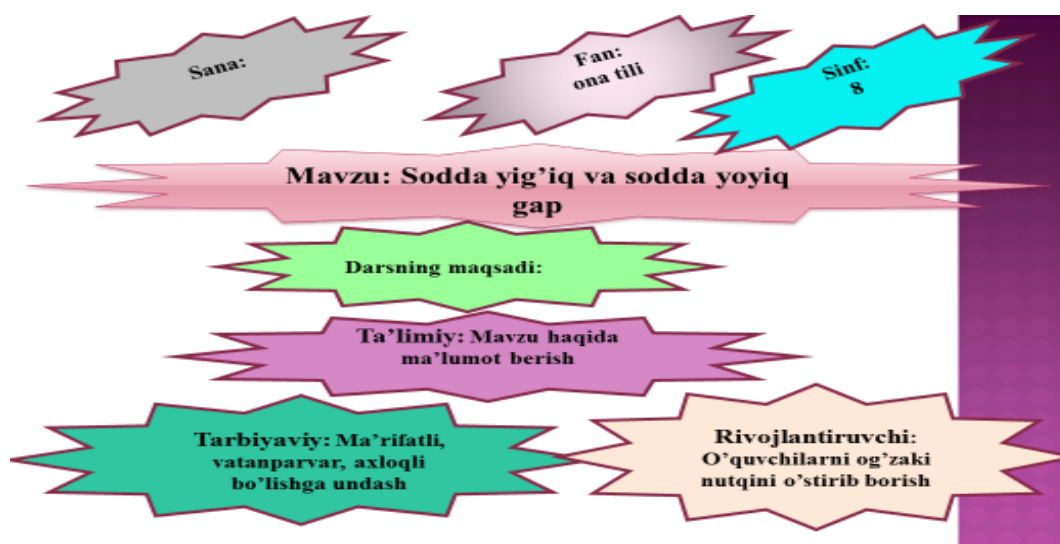 Sana:
Fan:
ona tili
Sinf:
8
Mavzu: Sodda yig’iq va sodda yoyiq
gap
Darsning maqsadi:
Ta’limiy: Mavzu haqida
ma’lumot berish
Tarbiyaviy: Ma’rifatli,
vatanparvar, axloqli
bo’lishga undash
Rivojlantiruvchi:
O’quvchilarni og’zaki
nutqini o’stirib borish